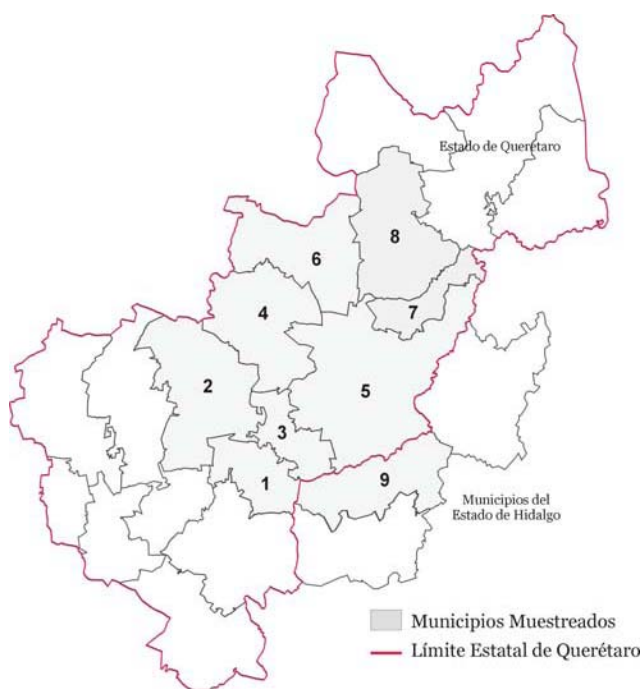 Estado de Querétaro
8
6
7
4
2
5
3
1
9
Municipios del
Estado de Hidalgo
Municipios Muestreados
Límite Estatal de Querétaro